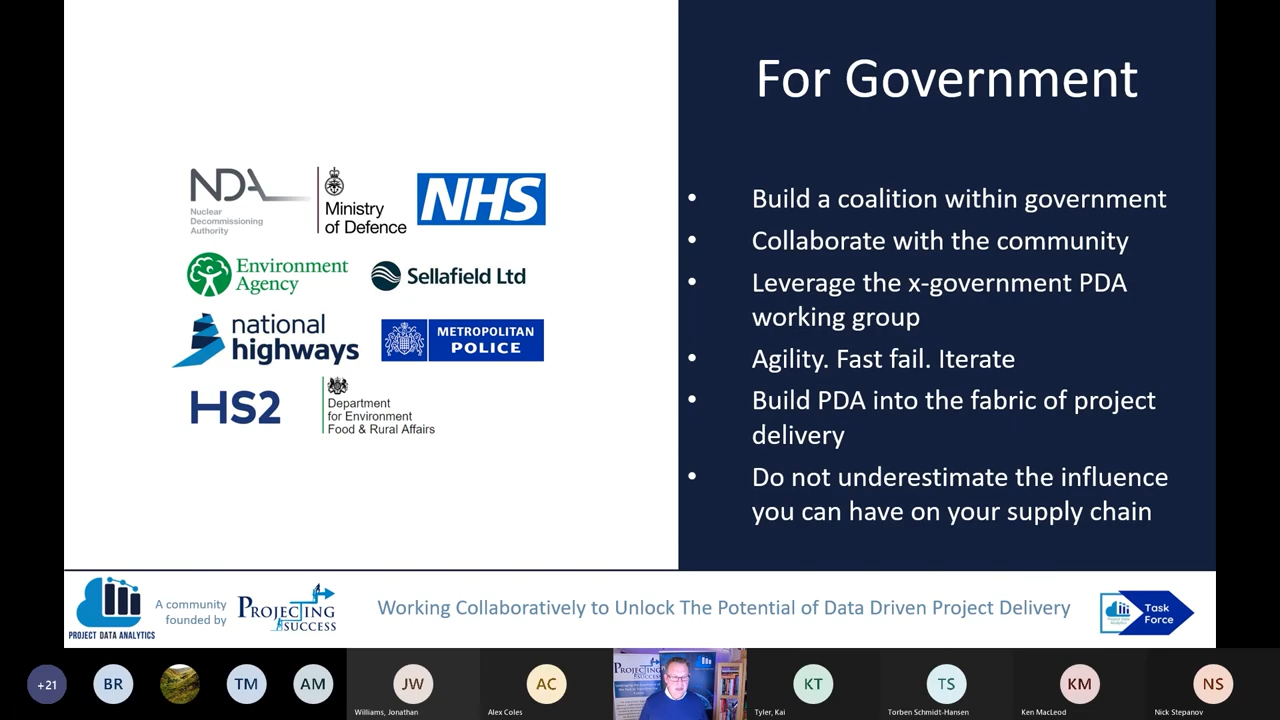 For Government
NDA
Nuclear
Decommissioning
Authority
Ministry
of Defence
NHS
Environment
Agency
Sellafield Ltd
national
highways
METROPOLITAN
POLICE
HS2
Department
for Environment
Food & Rural Affairs
• Build a coalition within government
• Collaborate with the community
• Leverage the x-government PDA
working group
• Agility. Fast fail. Iterate
• Build PDA into the fabric of project
delivery
• Do not underestimate the influence
you can have on your supply chain
PROJECT DATA ANALYTICS
A community
founded by
PROJECTING
SUCCESS
Working Collaboratively to Unlock The Potential of Data Driven Project Delivery
Task
Force
+21
BR
TM
AM
JW
Williams, Jonathan
AC
Alex Coles
PROJECTING
KT
Tyler, Kai
TS
Torben Schmidt-Hansen
KM
Ken MacLeod
NS
Nick Stepanov